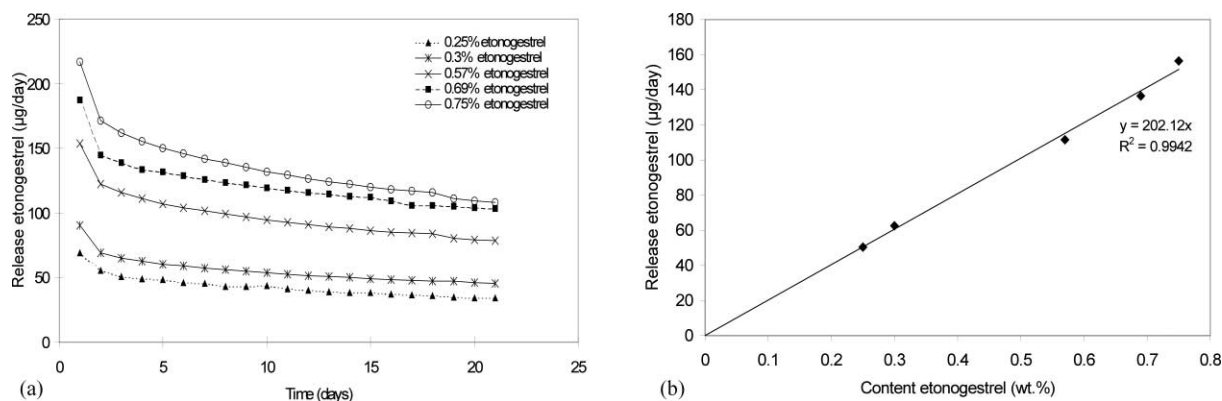 250
200
150
100
50
0
Release etonogestrel (µg/day)
0.25% etonogestrel
0.3% etonogestrel
0.57% etonogestrel
0.69% etonogestrel
0.75% etonogestrel
0 5 10 15 20 25
Time (days)
(a)
180
160
140
120
100
80
60
40
20
0
Release etonogestrel (µg/day)
y = 202.12x
R² = 0.9942
0 0.1 0.2 0.3 0.4 0.5 0.6 0.7 0.8
Content etonogestrel (wt.%)
(b)